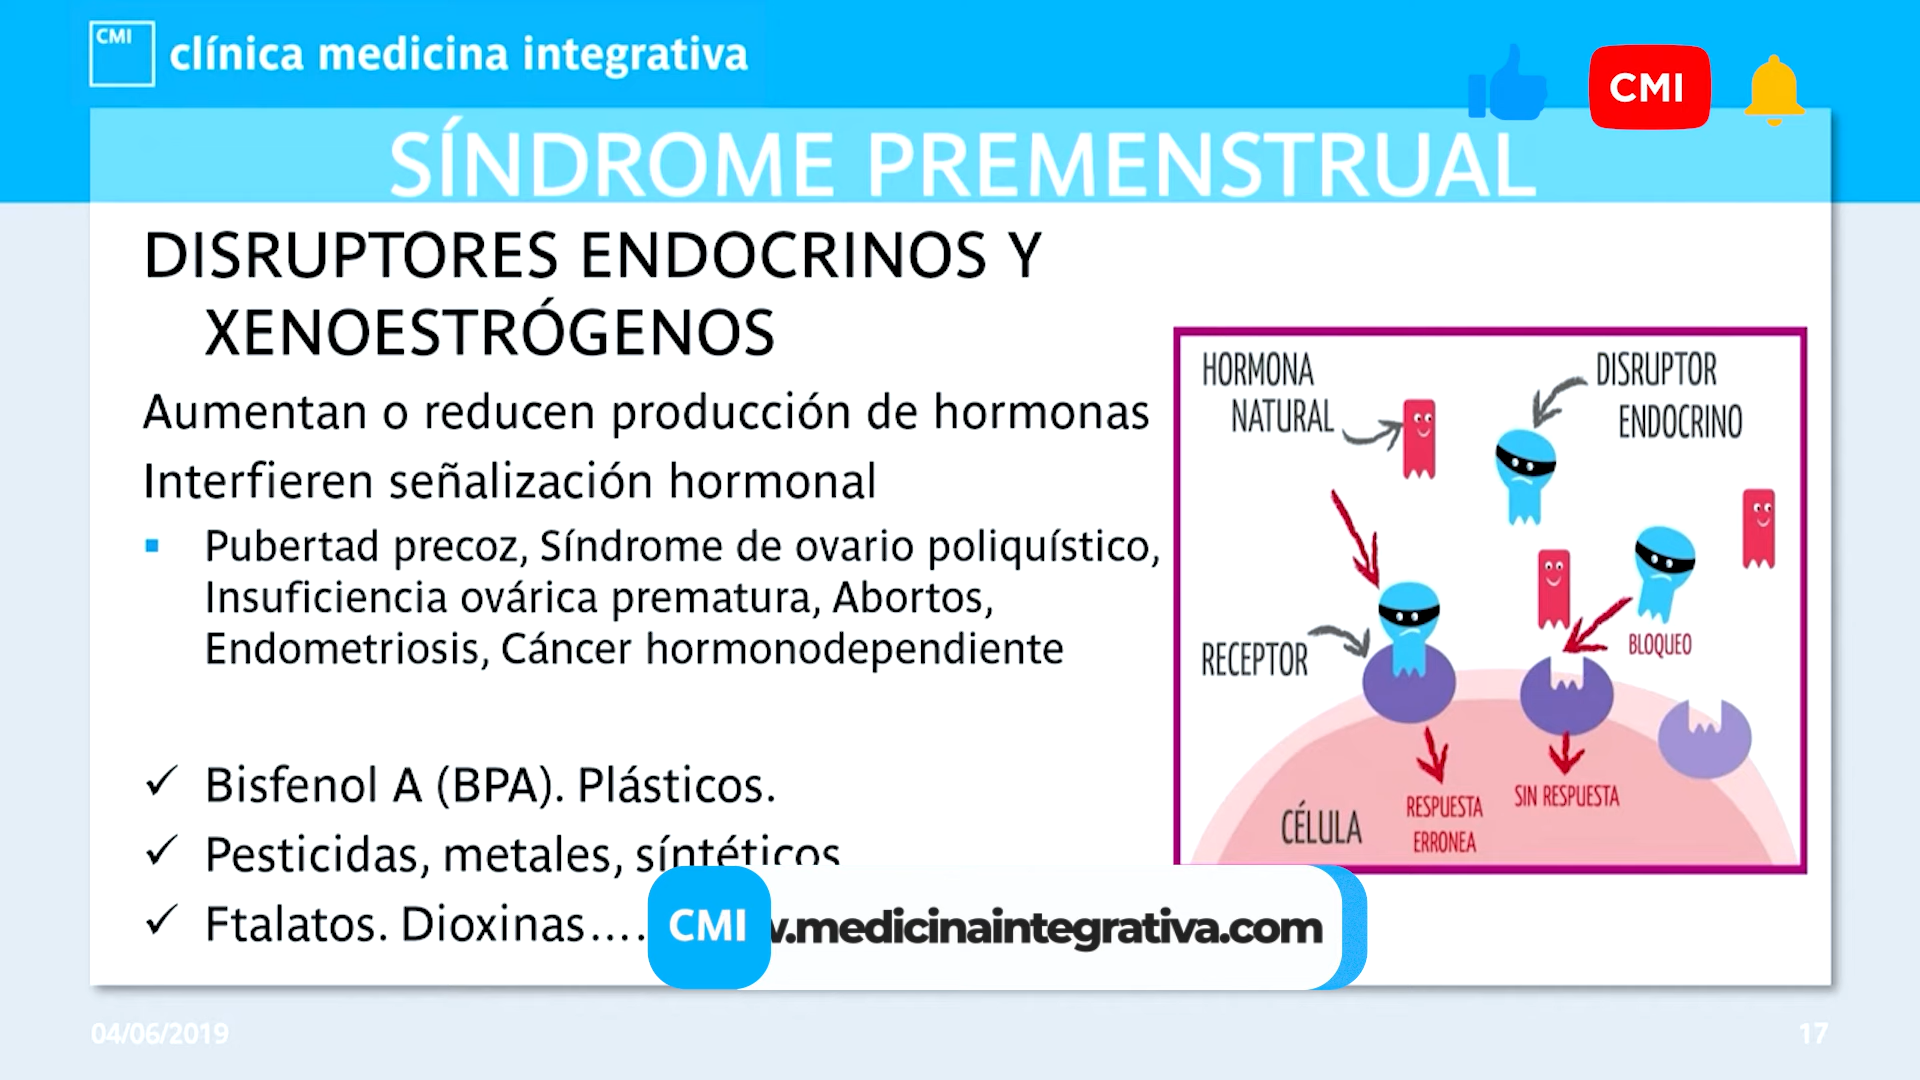 CMI
clínica medicina integrativa
CMI
SÍNDROME PREMENSTRUAL
DISRUPTORES ENDOCRINOS Y
XENOESTRÓGENOS
Aumentan o reducen producción de hormonas
Interfieren señalización hormonal
Pubertad precoz, Síndrome de ovario poliquístico,
Insuficiencia ovárica prematura, Abortos,
Endometriosis, Cáncer hormonodependiente
Bisfenol A (BPA). Plásticos.
Pesticidas, metales, síntéticos
Ftalatos. Dioxinas....
HORMONA
NATURAL
DISRUPTOR
ENDOCRINO
RECEPTOR
BLOQUEO
CÉLULA
RESPUESTA
ERRONEA
SIN RESPUESTA
CMI
.medicinaintegrativa.com
04/06/2019
17